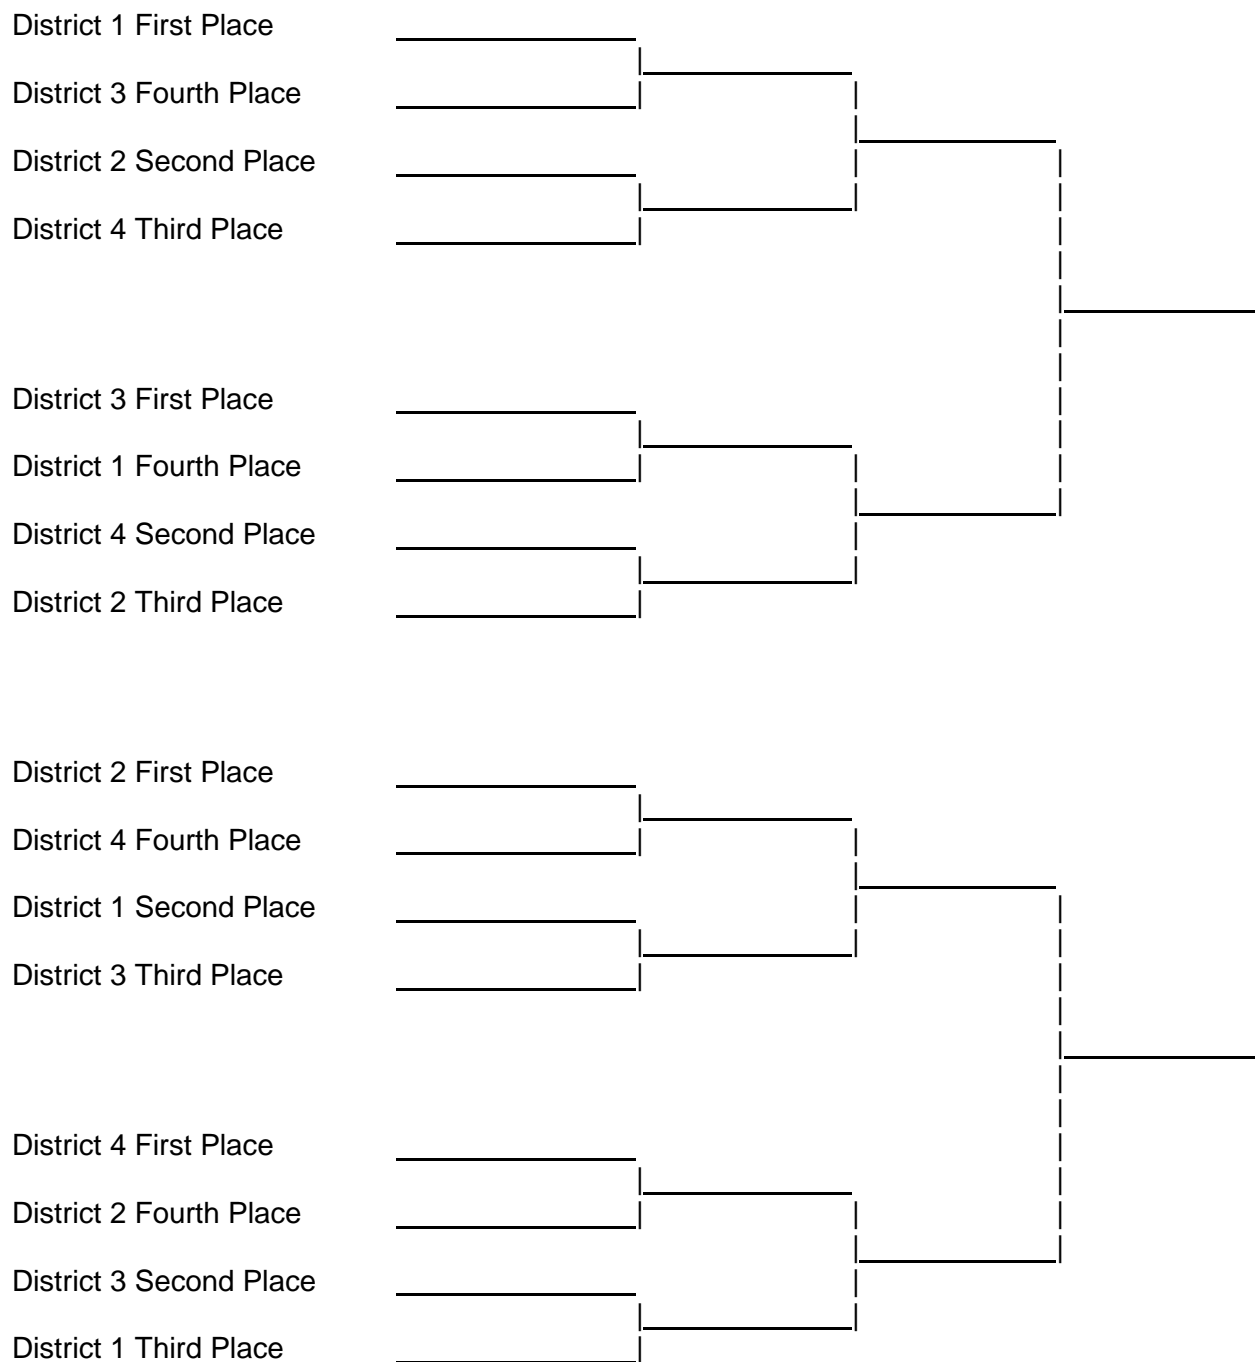 District 1 First Place
District 3 Fourth Place
District 2 Second Place
District 4 Third Place
District 3 First Place
District 1 Fourth Place
District 4 Second Place
District 2 Third Place
District 2 First Place
District 4 Fourth Place
District 1 Second Place
District 3 Third Place
District 4 First Place
District 2 Fourth Place
District 3 Second Place
District 1 Third Place